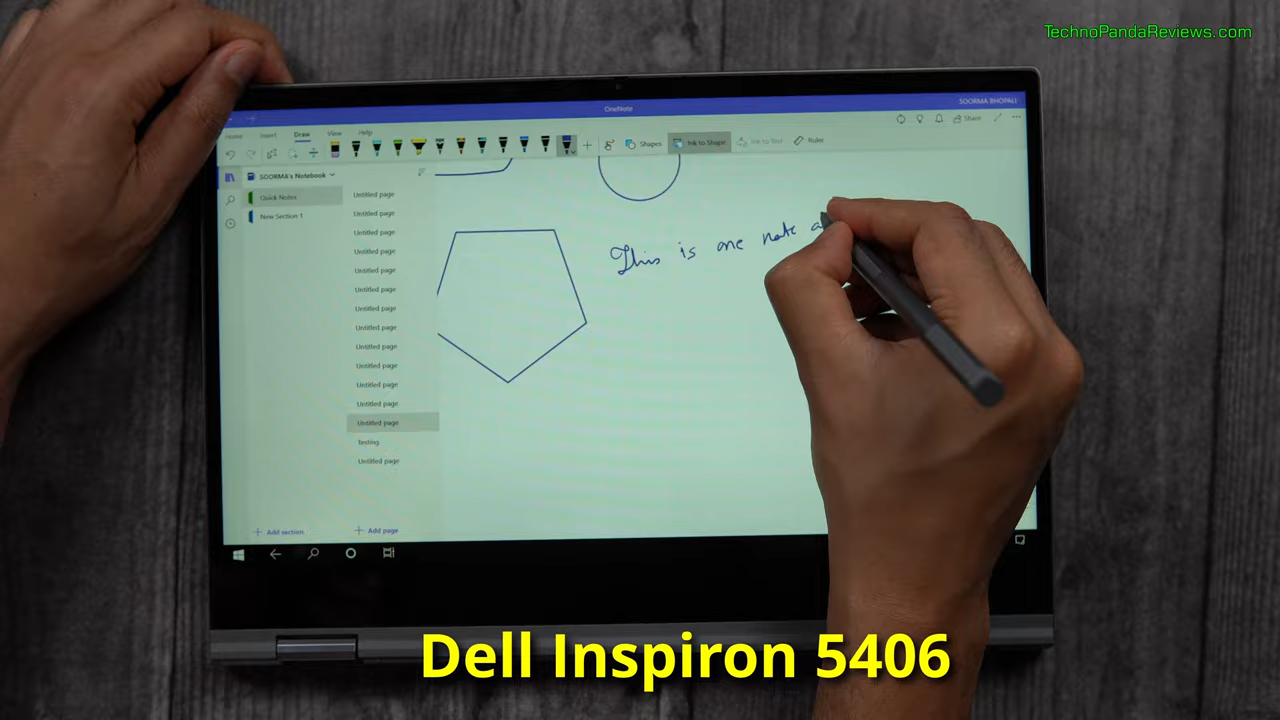 TechnoPandaReviews.com
OneNote
SOORMA BHOPALI
Home Insert Draw View Help
Share
Shapes Ink to Shape Ink to Text Ruler
SOORMA's Notebook
Quick Notes
New Section 1
Untitled page
Untitled page
Untitled page
Untitled page
Untitled page
Untitled page
Untitled page
Untitled page
Untitled page
Untitled page
Untitled page
Untitled page
Untitled page
Testing
Untitled page
This is one note a
Add section
Add page
Dell Inspiron 5406